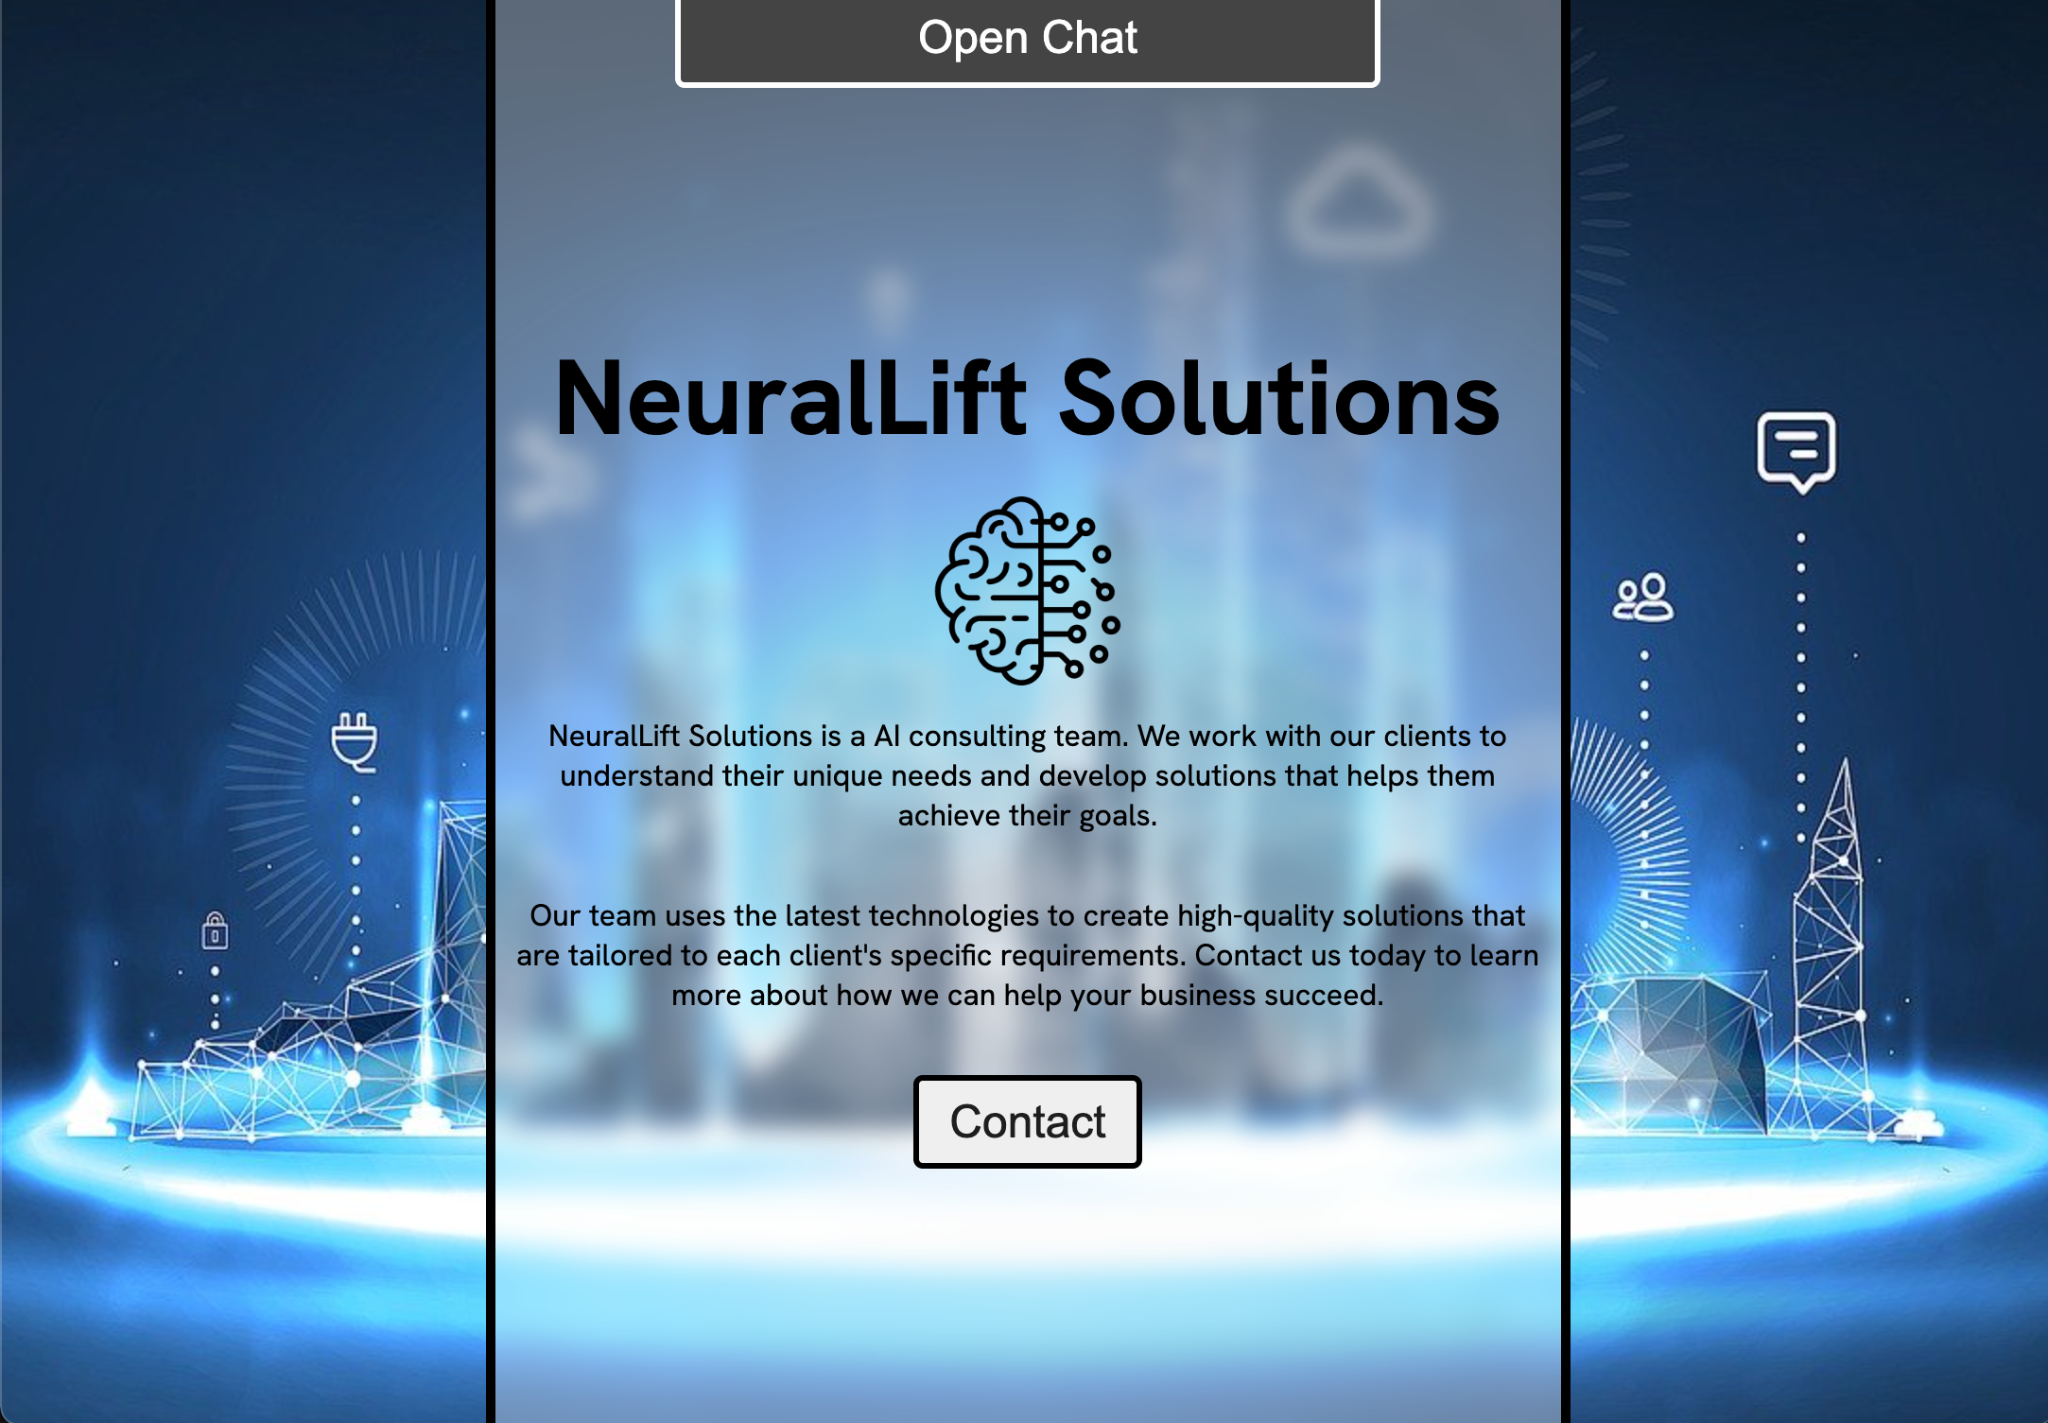 Open Chat
NeuralLift Solutions
NeuralLift Solutions is a AI consulting team. We work with our clients to
understand their unique needs and develop solutions that helps them
achieve their goals.
Our team uses the latest technologies to create high-quality solutions that
are tailored to each client's specific requirements. Contact us today to learn
more about how we can help your business succeed.
Contact